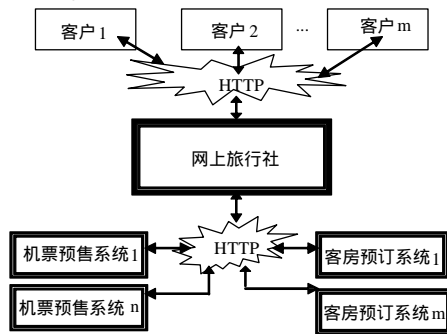 客户 1
客户 2
...
客户 m
HTTP
网上旅行社
机票预售系统 1
HTTP
客房预订系统 1
机票预售系统 n
客房预订系统 m